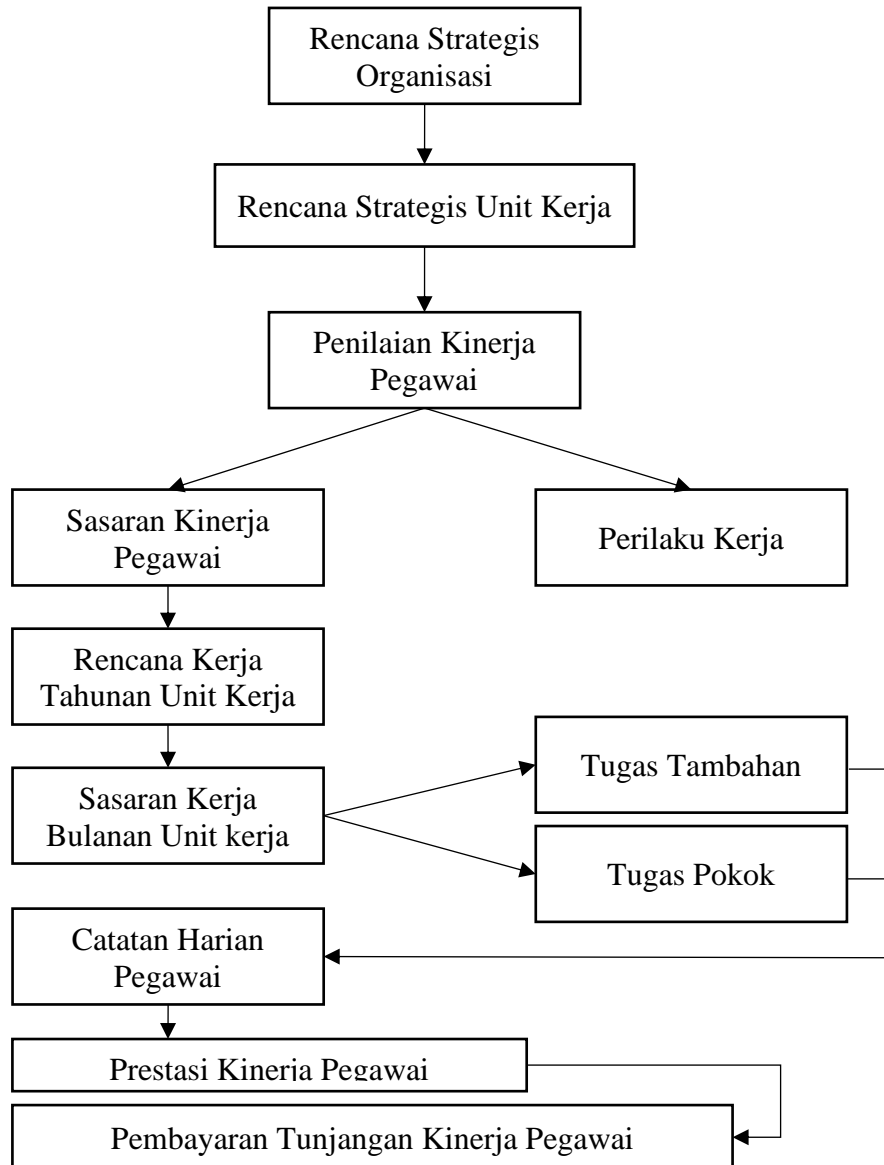 Rencana Strategis
Organisasi
Rencana Strategis Unit Kerja
Penilaian Kinerja
Pegawai
Sasaran Kinerja
Pegawai
Perilaku Kerja
Rencana Kerja
Tahunan Unit Kerja
Sasaran Kerja
Bulanan Unit kerja
Tugas Tambahan
Tugas Pokok
Catatan Harian
Pegawai
Prestasi Kinerja Pegawai
Pembayaran Tunjangan Kinerja Pegawai